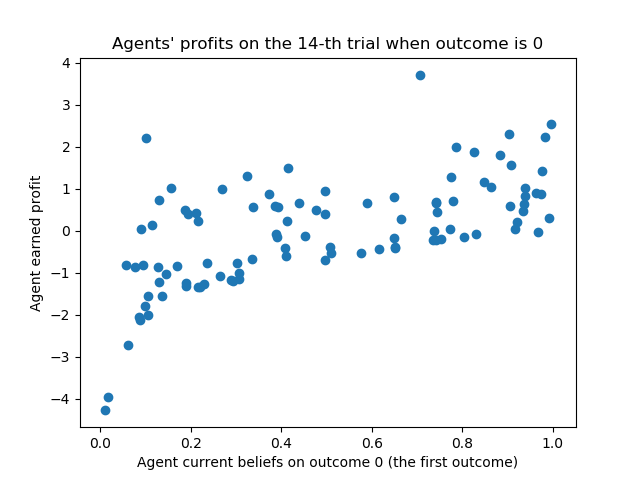 Agents' profits on the 14-th trial when outcome is 0
4
3
2
1
0
−1
−2
−3
−4
Agent earned profit
0.0 0.2 0.4 0.6 0.8 1.0
Agent current beliefs on outcome 0 (the first outcome)